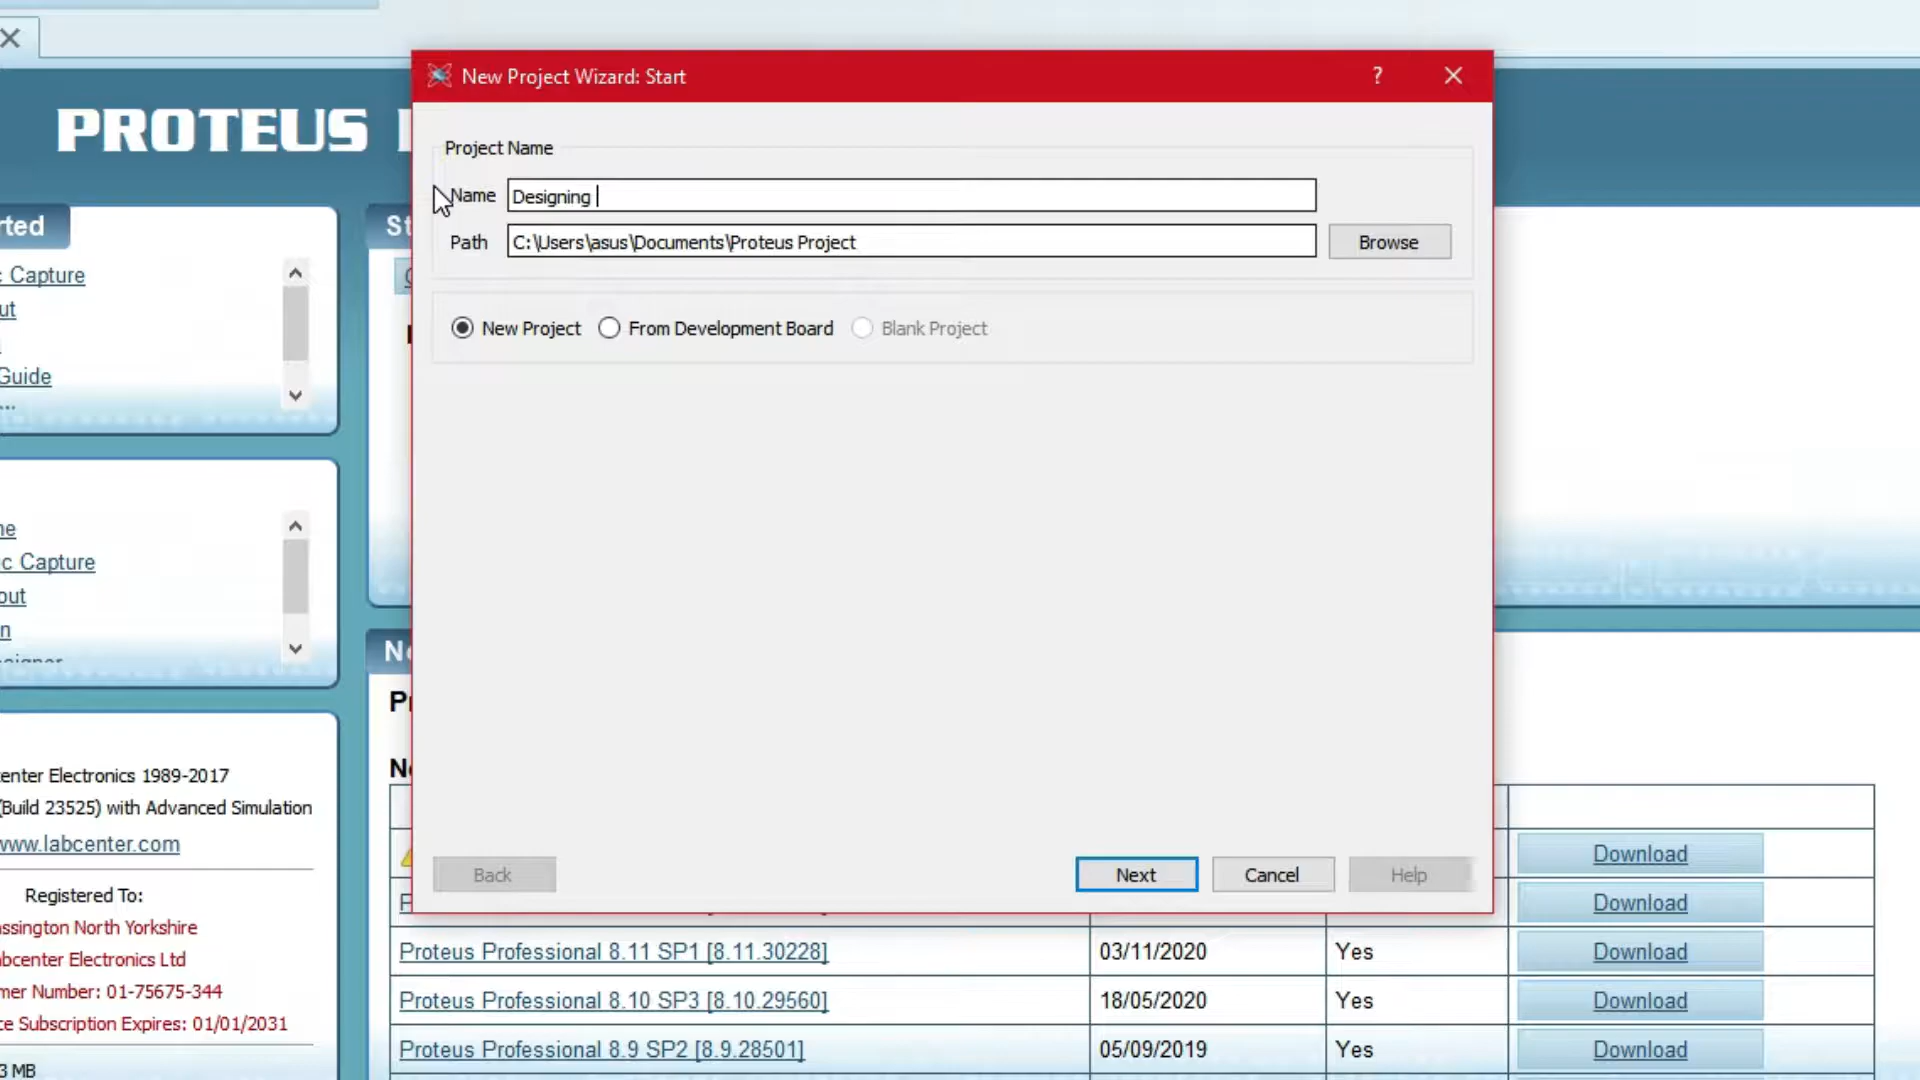 New Project Wizard: Start
?
PROTEUS
Project Name
Name
Designing
Path
C:\Users\asus\Documents\Proteus Project
Browse
New Project
From Development Board
Blank Project
Back
Next
Cancel
Help
rted
St
c Capture
ut
Guide
...
ne
c Capture
out
n
enter Electronics 1989-2017
(Build 23525) with Advanced Simulation
www.labcenter.com
Registered To:
assington North Yorkshire
bcenter Electronics Ltd
mer Number: 01-75675-344
ce Subscription Expires: 01/01/2031
3 MB
Download
Download
Proteus Professional 8.11 SP1 [8.11.30228] 03/11/2020 Yes Download
Proteus Professional 8.10 SP3 [8.10.29560] 18/05/2020 Yes Download
Proteus Professional 8.9 SP2 [8.9.28501] 05/09/2019 Yes Download